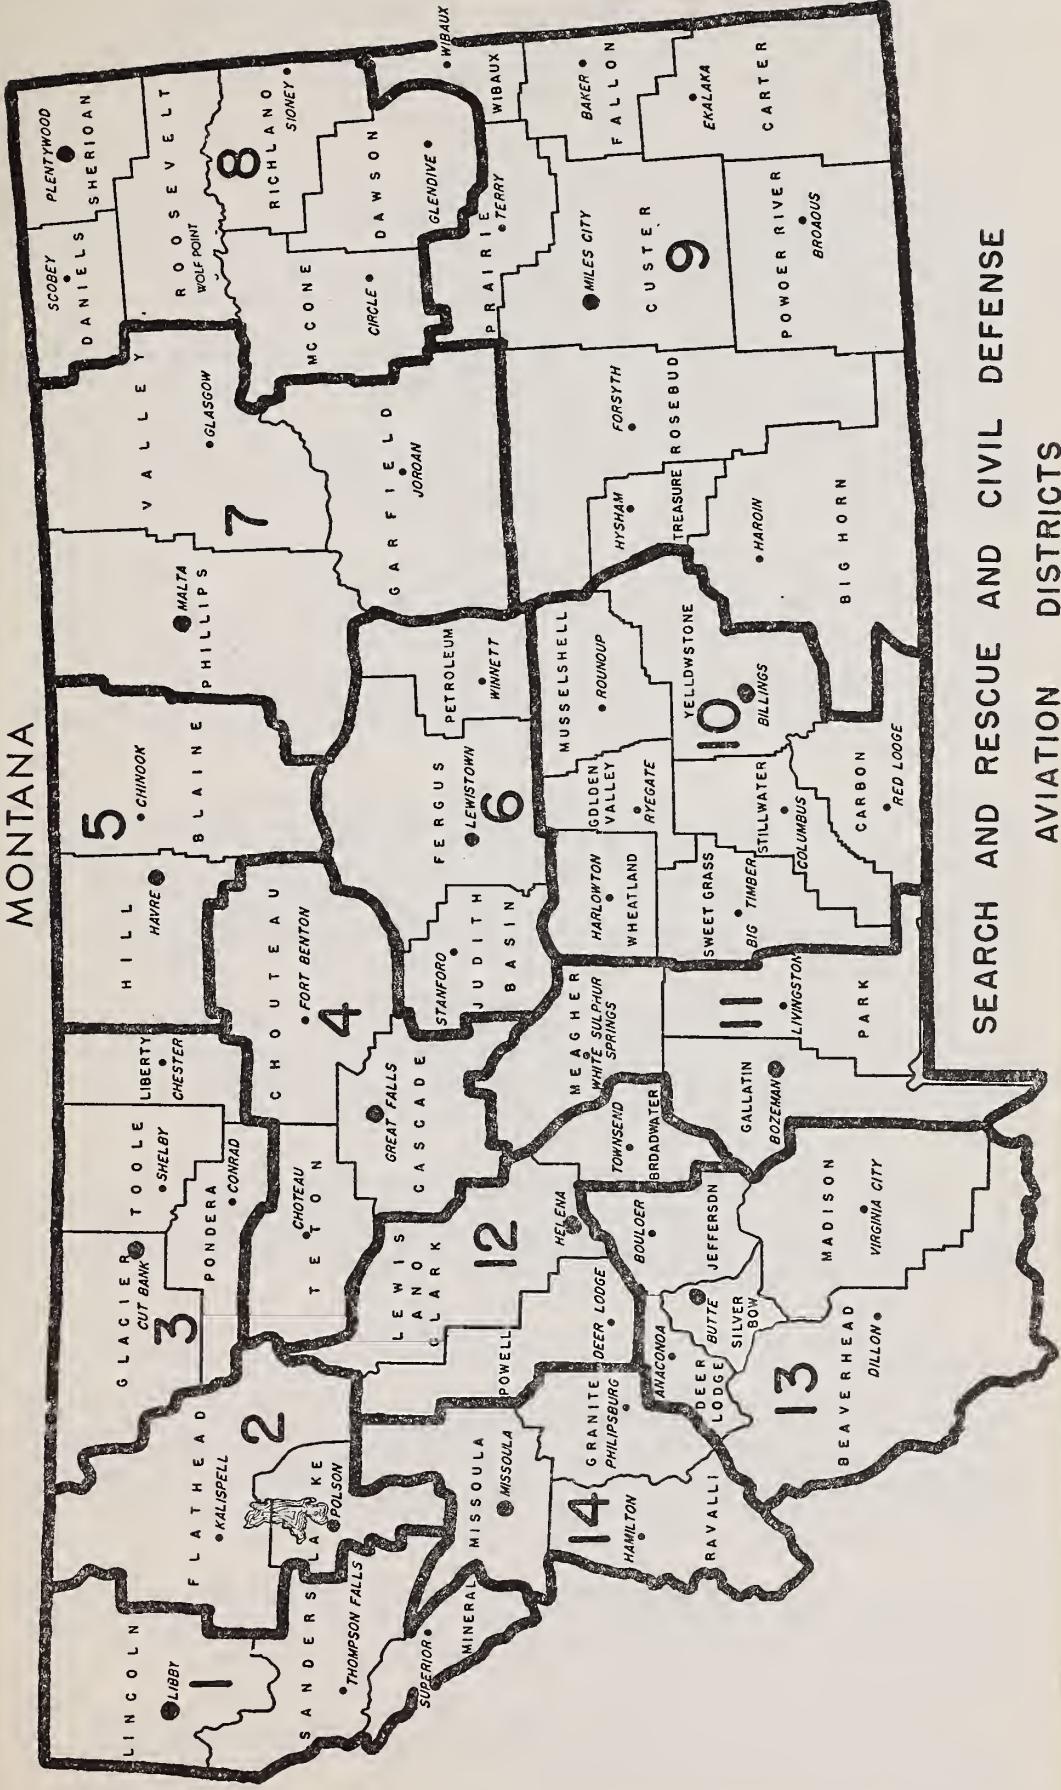 MONTANA
LINCOLN
LIBBY
1
SANDERS
THOMPSON FALLS
SUPERIOR
MINERAL
FLATHEAD
KALISPELL
2
LAKE
POLSON
GLACIER
CUT BANK
3
TOOLE
SHELBY
PONDERA
CONRAD
LIBERTY
CHESTER
CHOTEAU
TETON
CHOUTEAU
FORT BENTON
4
GREAT FALLS
CASCADE
HILL
HAVRE
5
CHINOOK
BLAINE
STANFORD
JUDITH
BASIN
FERGUS
LEWISTOWN
6
PETROLEUM
WINNETT
MALTA
PHILLIPS
7
VALLEY
GLASGOW
GARFIELD
JORDAN
SCOBEY
DANIELS
PLENTYWOOD
SHERIDAN
ROOSEVELT
WOLF POINT
8
RICHLAND
SIDNEY
MCCONE
CIRCLE
DAWSON
GLENDIVE
WIBAUX
WIBAUX
PRAIRIE
TERRY
MILES CITY
CUSTER
9
BAKER
FALLON
EKALAKA
CARTER
POWDER RIVER
BROADUS
FORSYTH
ROSEBUD
HYSHAM
TREASURE
HARDIN
BIG HORN
MUSSELSHELL
ROUNDUP
YELLOWSTONE
10
BILLINGS
GOLDEN
VALLEY
RYEGATE
HARLOWTON
WHEATLAND
STILLWATER
COLUMBUS
CARBON
RED LODGE
SWEET GRASS
BIG TIMBER
11
LIVINGSTON
PARK
GALLATIN
BOZEMAN
MEAGHER
WHITE SULPHUR
SPRINGS
TOWNSEND
BROADWATER
LEWIS
AND
CLARK
12
HELENA
POWELL
DEER LODGE
BOULDER
JEFFERSON
BUTTE
SILVER
BOW
ANACONDA
DEER
LODGE
MADISON
VIRGINIA CITY
13
BEAVERHEAD
DILLON
MISSOULA
MISSOULA
GRANITE
PHILIPSBURG
14
HAMILTON
RAVALLI
SEARCH AND RESCUE AND CIVIL DEFENSE
AVIATION DISTRICTS